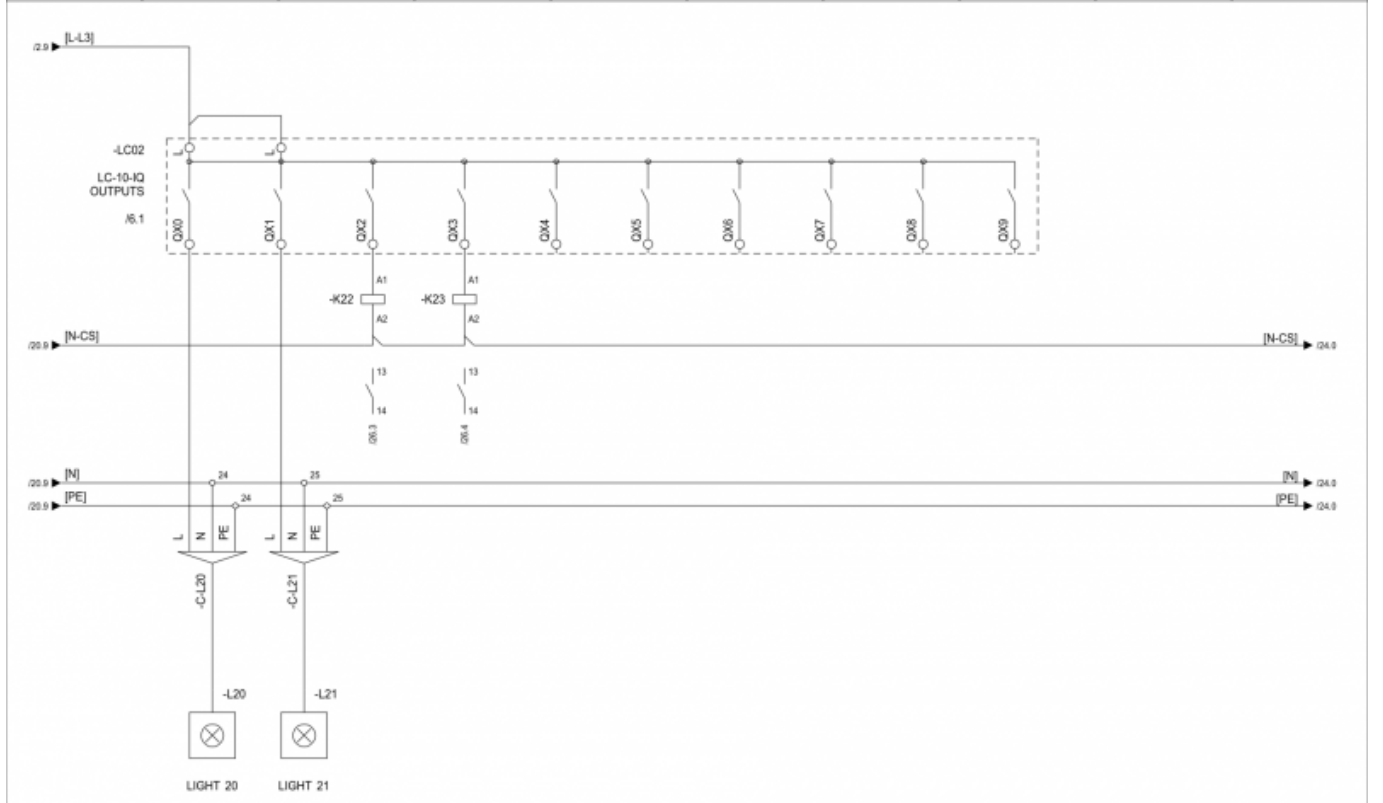 [L-L3]
/2.9
-LC02
L
L
LC-10-IQ
OUTPUTS
/6.1
QX0
QX1
QX2
QX3
QX4
QX5
QX6
QX7
QX8
QX9
A1
A1
-K22
-K23
A2
A2
[N-CS]
[N-CS]
/20.9
/24.0
13
13
14
14
/26.3
/26.4
[N]
24
25
[N]
/20.9
/24.0
[PE]
24
25
[PE]
/20.9
/24.0
L
N
PE
L
N
PE
-C-L20
-C-L21
-L20
-L21
LIGHT 20
LIGHT 21